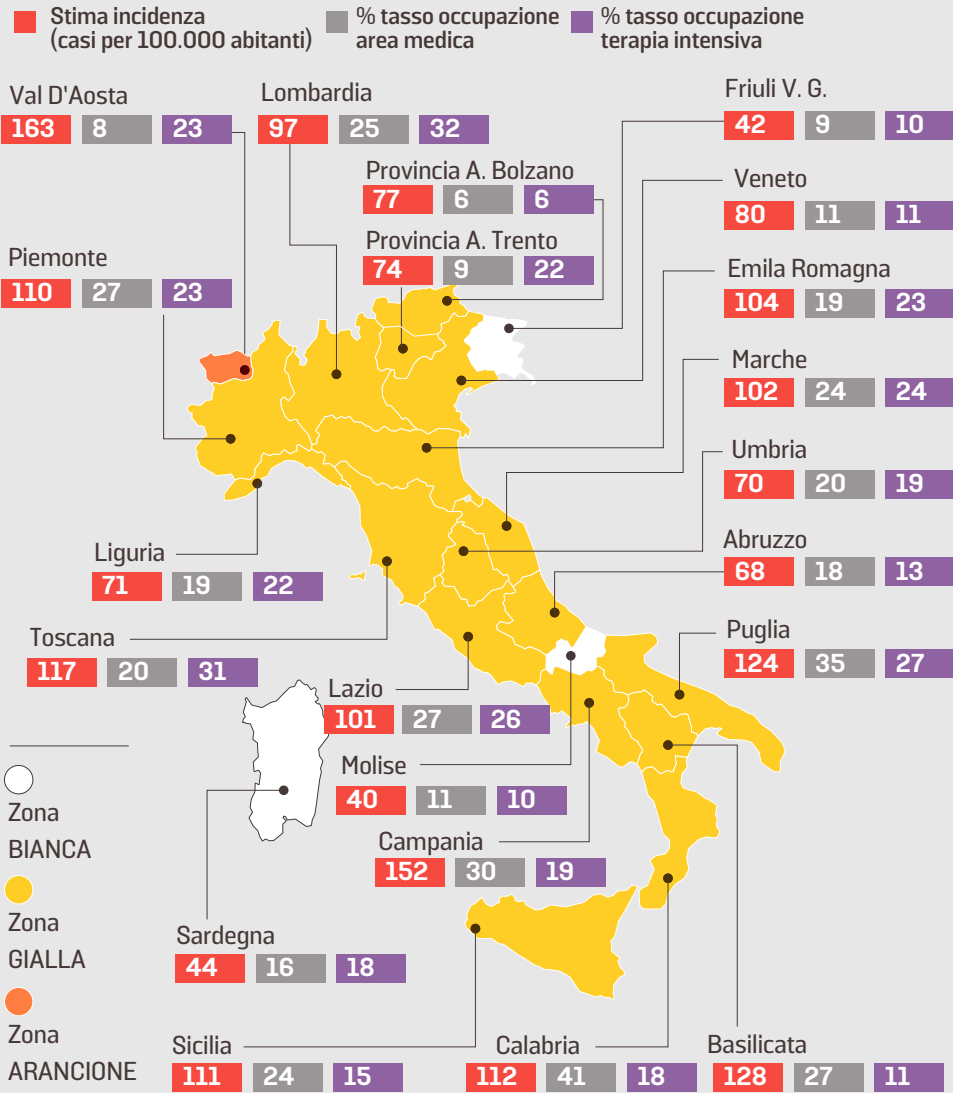 Stima incidenza
(casi per 100.000 abitanti)
% tasso occupazione
area medica
% tasso occupazione
terapia intensiva
Val D'Aosta
163 8 23
Lombardia
97 25 32
Friuli V. G.
42 9 10
Provincia A. Bolzano
77 6 6
Veneto
80 11 11
Provincia A. Trento
74 9 22
Piemonte
110 27 23
Emila Romagna
104 19 23
Marche
102 24 24
Umbria
70 20 19
Abruzzo
68 18 13
Liguria
71 19 22
Puglia
124 35 27
Toscana
117 20 31
Lazio
101 27 26
Molise
40 11 10
Campania
152 30 19
Zona
BIANCA
Zona
GIALLA
Zona
ARANCIONE
Sardegna
44 16 18
Sicilia
111 24 15
Calabria
112 41 18
Basilicata
128 27 11